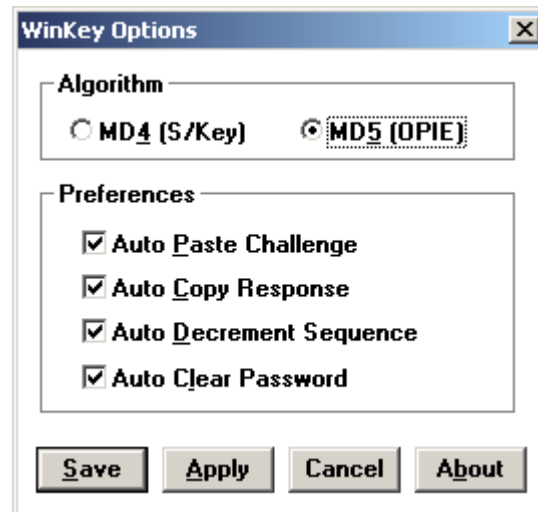 WinKey Options
Algorithm
MD4 (S/Key) MD5 (OPIE)
Preferences
Auto Paste Challenge
Auto Copy Response
Auto Decrement Sequence
Auto Clear Password
Save Apply Cancel About